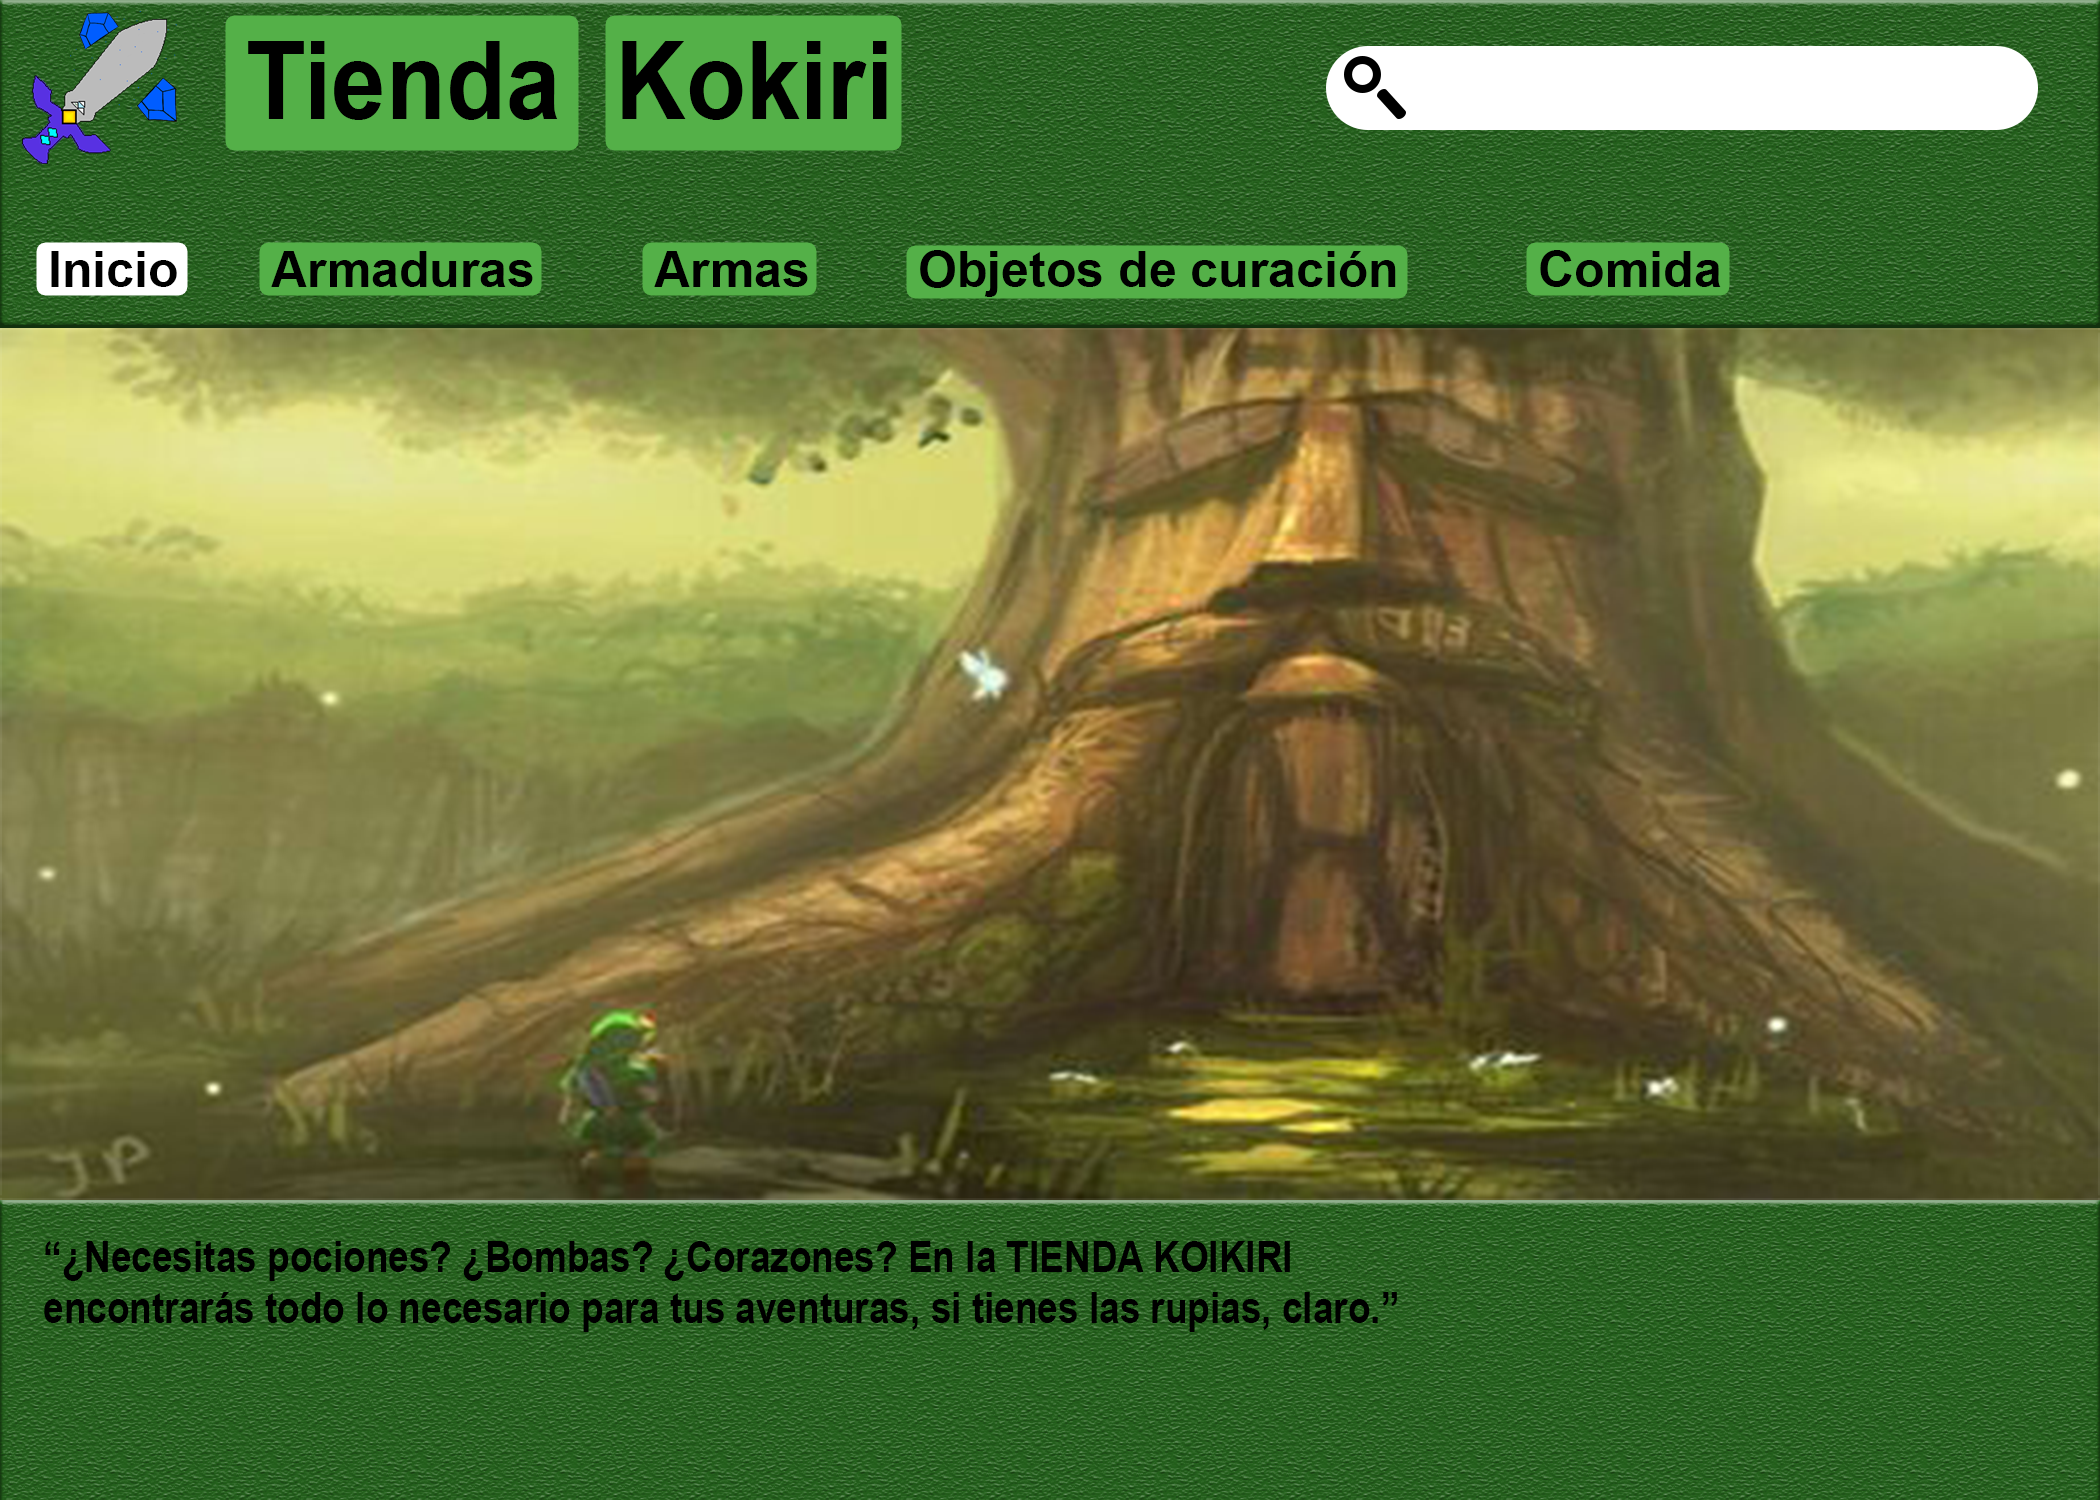 Tienda Kokiri
Inicio Armaduras Armas Objetos de curación Comida
JP
“¿Necesitas pociones? ¿Bombas? ¿Corazones? En la TIENDA KOIKIRI
encontrarás todo lo necesario para tus aventuras, si tienes las rupias, claro.”